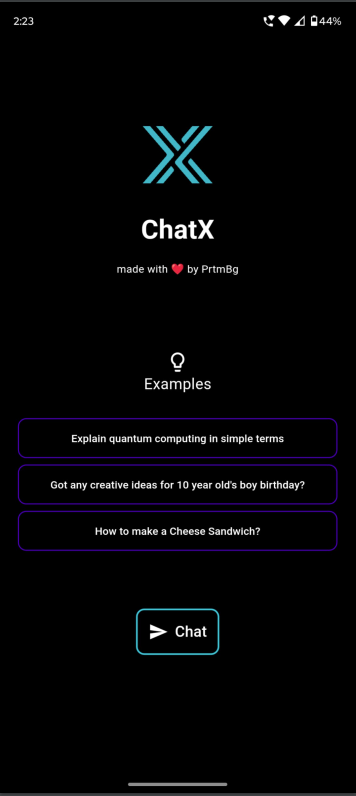 2:23
44%
ChatX
made with ❤️ by PrtmBg
Examples
Explain quantum computing in simple terms
Got any creative ideas for 10 year old's boy birthday?
How to make a Cheese Sandwich?
Chat